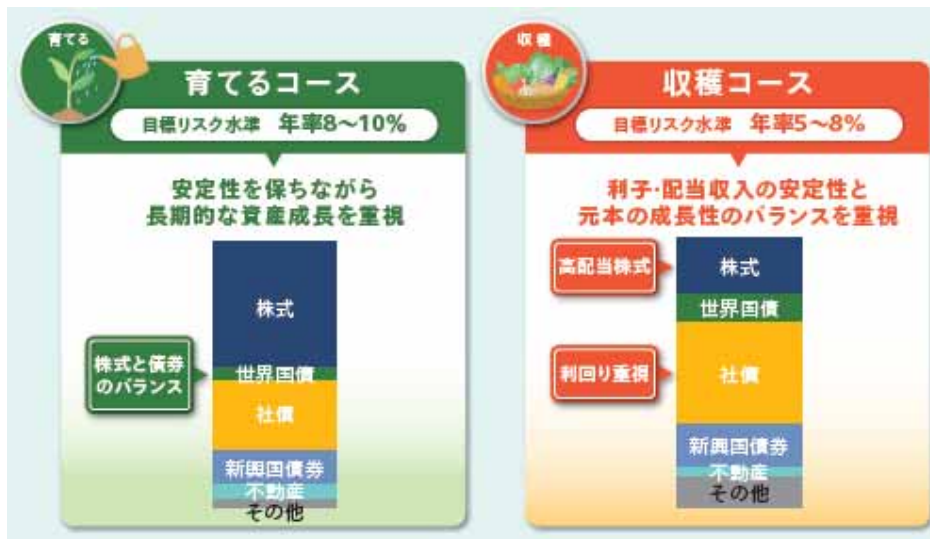 育てる
育てるコース
目標リスク水準 年率8〜10%
安定性を保ちながら
長期的な資産成長を重視
株式
株式と債券
のバランス
世界国債
社債
新興国債券
不動産
その他
収穫
収穫コース
目標リスク水準 年率5〜8%
利子・配当収入の安定性と
元本の成長性のバランスを重視
高配当株式
株式
世界国債
利回り重視
社債
新興国債券
不動産
その他